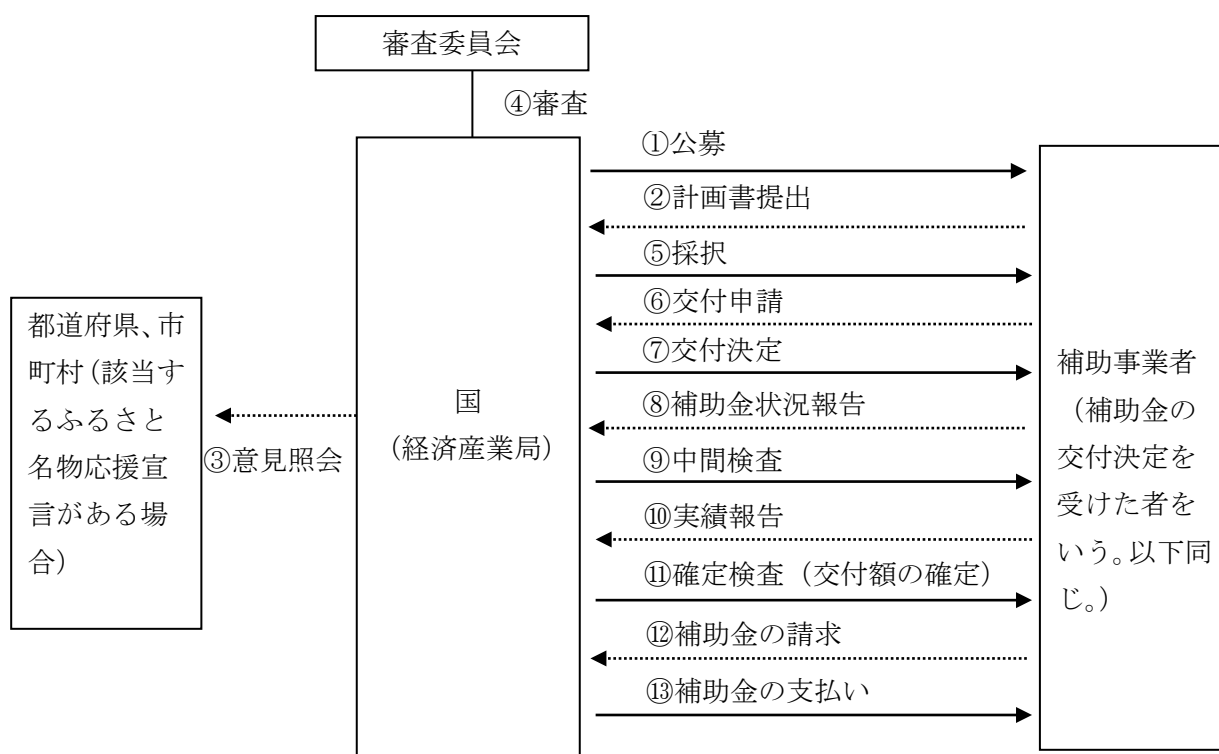 審査委員会
④審査
①公募
②計画書提出
⑤採択
⑥交付申請
⑦交付決定
⑧補助金状況報告
⑨中間検査
⑩実績報告
⑪確定検査（交付額の確定）
⑫補助金の請求
⑬補助金の支払い
都道府県、市
町村（該当す
るふるさと
名物応援宣
言がある場
合）
③意見照会
国
（経済産業局）
補助事業者
（補助金の
交付決定を
受けた者を
いう。以下同
じ。）